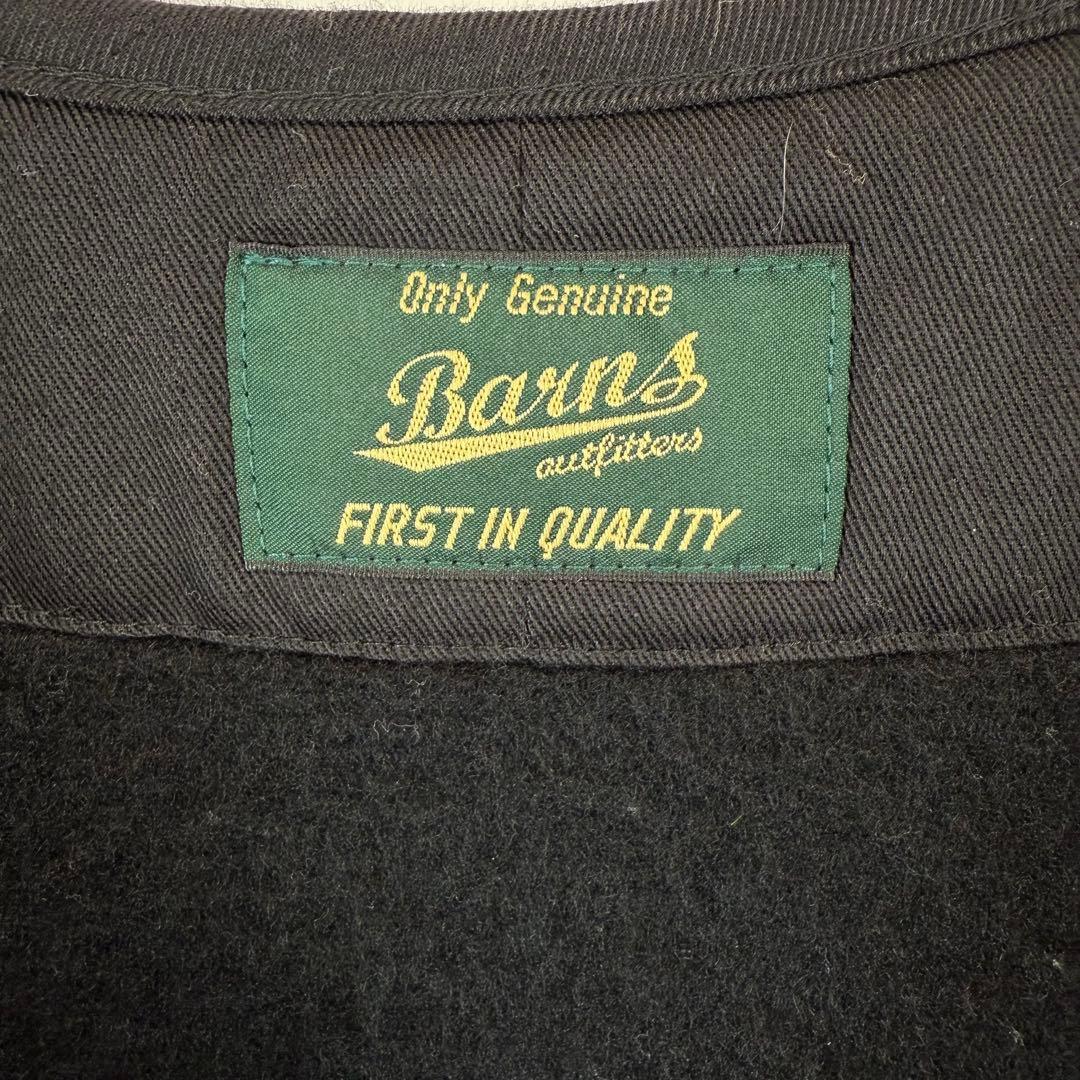 Only Genuine
Barns
outfitters
FIRST IN QUALITY